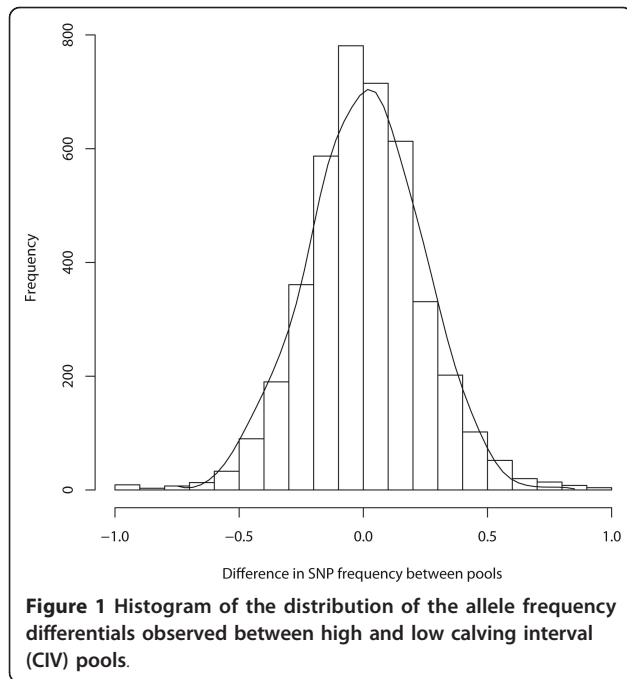 800
600
400
200
0
Frequency
−1.0
−0.5
0.0
0.5
1.0
Difference in SNP frequency between pools
Figure 1 Histogram of the distribution of the allele frequency
differentials observed between high and low calving interval
(CIV) pools.